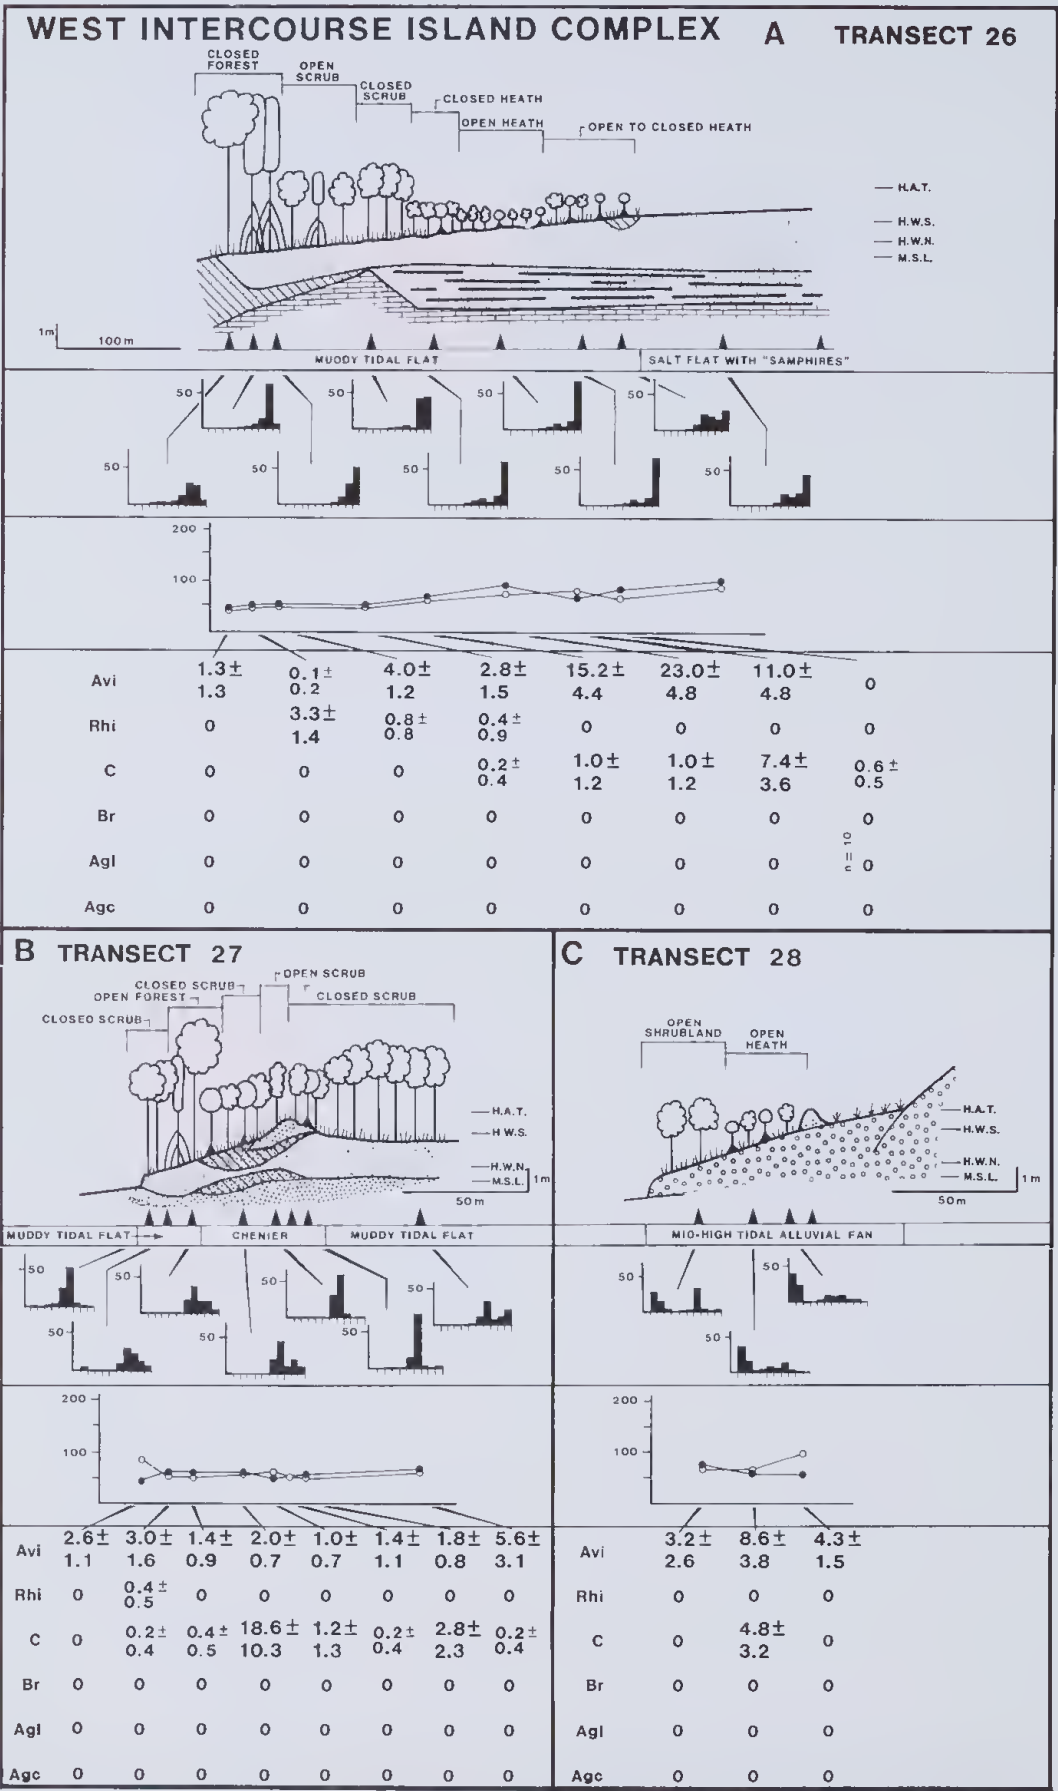 WEST INTERCOURSE ISLAND COMPLEX A TRANSECT 26
CLOSED FOREST
OPEN SCRUB
CLOSED SCRUB
CLOSED HEATH
OPEN HEATH
OPEN TO CLOSED HEATH
H.A.T.
H.W.S.
H.W.N.
M.S.L.
1m
100m
MUDDY TIDAL FLAT
SALT FLAT WITH "SAMPHIRES"
50 50 50 50
50 50 50 50 50
200
100
Avi 1.3± 0.1± 4.0± 2.8± 15.2± 23.0± 11.0± 0
1.3 0.2 1.2 1.5 4.4 4.8 4.8
Rhi 0 3.3± 0.8± 0.4± 0 0 0 0
1.4 0.8 0.9
C 0 0 0 0.2± 1.0± 1.0± 7.4± 0.6±
0.4 1.2 1.2 3.6 0.5
Br 0 0 0 0 0 0 0 0
n = 10
Agl 0 0 0 0 0 0 0 0
Agc 0 0 0 0 0 0 0 0
B TRANSECT 27
OPEN SCRUB
CLOSED SCRUB
OPEN FOREST
CLOSED SCRUB
CLOSED SCRUB
H.A.T.
H.W.S.
H.W.N.
M.S.L.
1m
50m
MUDDY TIDAL FLAT
CHENIER
MUDDY TIDAL FLAT
50 50 50 50
50 50 50
200
100
Avi 2.6± 3.0± 1.4± 2.0± 1.0± 1.4± 1.8± 5.6±
1.1 1.6 0.9 0.7 0.7 1.1 0.8 3.1
Rhi 0 0.4± 0 0 0 0 0 0
0.5
C 0 0.2± 0.4± 18.6± 1.2± 0.2± 2.8± 0.2±
0.4 0.5 10.3 1.3 0.4 2.3 0.4
Br 0 0 0 0 0 0 0 0
Agl 0 0 0 0 0 0 0 0
Agc 0 0 0 0 0 0 0 0
C TRANSECT 28
OPEN SHRUBLAND
OPEN HEATH
H.A.T.
H.W.S.
H.W.N.
M.S.L.
1m
50m
MID-HIGH TIDAL ALLUVIAL FAN
50 50
50
200
100
Avi 3.2± 8.6± 4.3±
2.6 3.8 1.5
Rhi 0 0 0
C 0 4.8± 0
3.2
Br 0 0 0
Agl 0 0 0
Agc 0 0 0